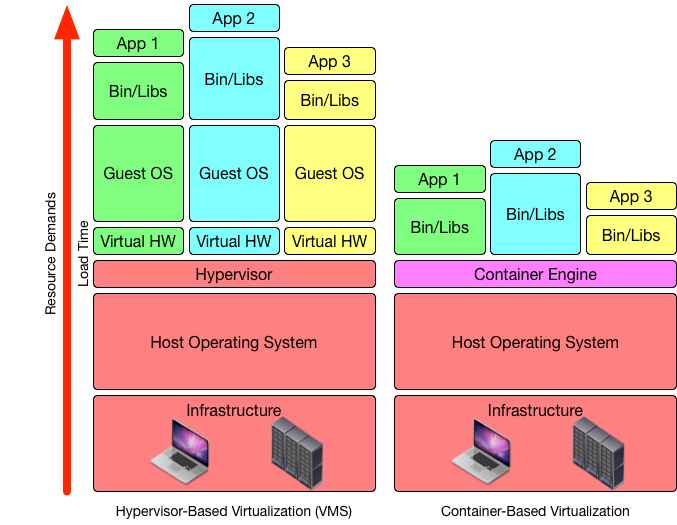 Resource Demands
Load Time
App 1
App 2
App 3
Bin/Libs
Bin/Libs
Bin/Libs
Guest OS
Guest OS
Guest OS
Virtual HW
Virtual HW
Virtual HW
Hypervisor
Host Operating System
Infrastructure
Hypervisor-Based Virtualization (VMS)
App 1
App 2
App 3
Bin/Libs
Bin/Libs
Bin/Libs
Container Engine
Host Operating System
Infrastructure
Container-Based Virtualization